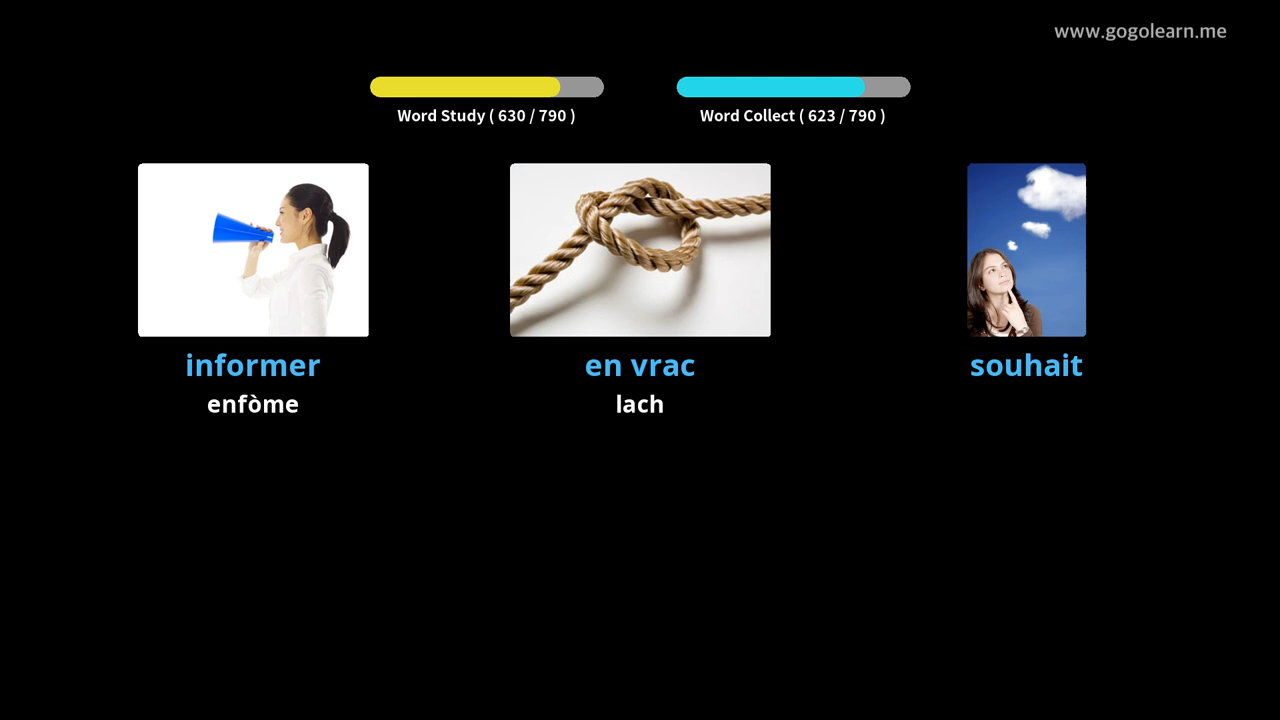 www.gogolearn.me
Word Study ( 630 / 790 )
Word Collect ( 623 / 790 )
informer
enfòme
en vrac
lach
souhait